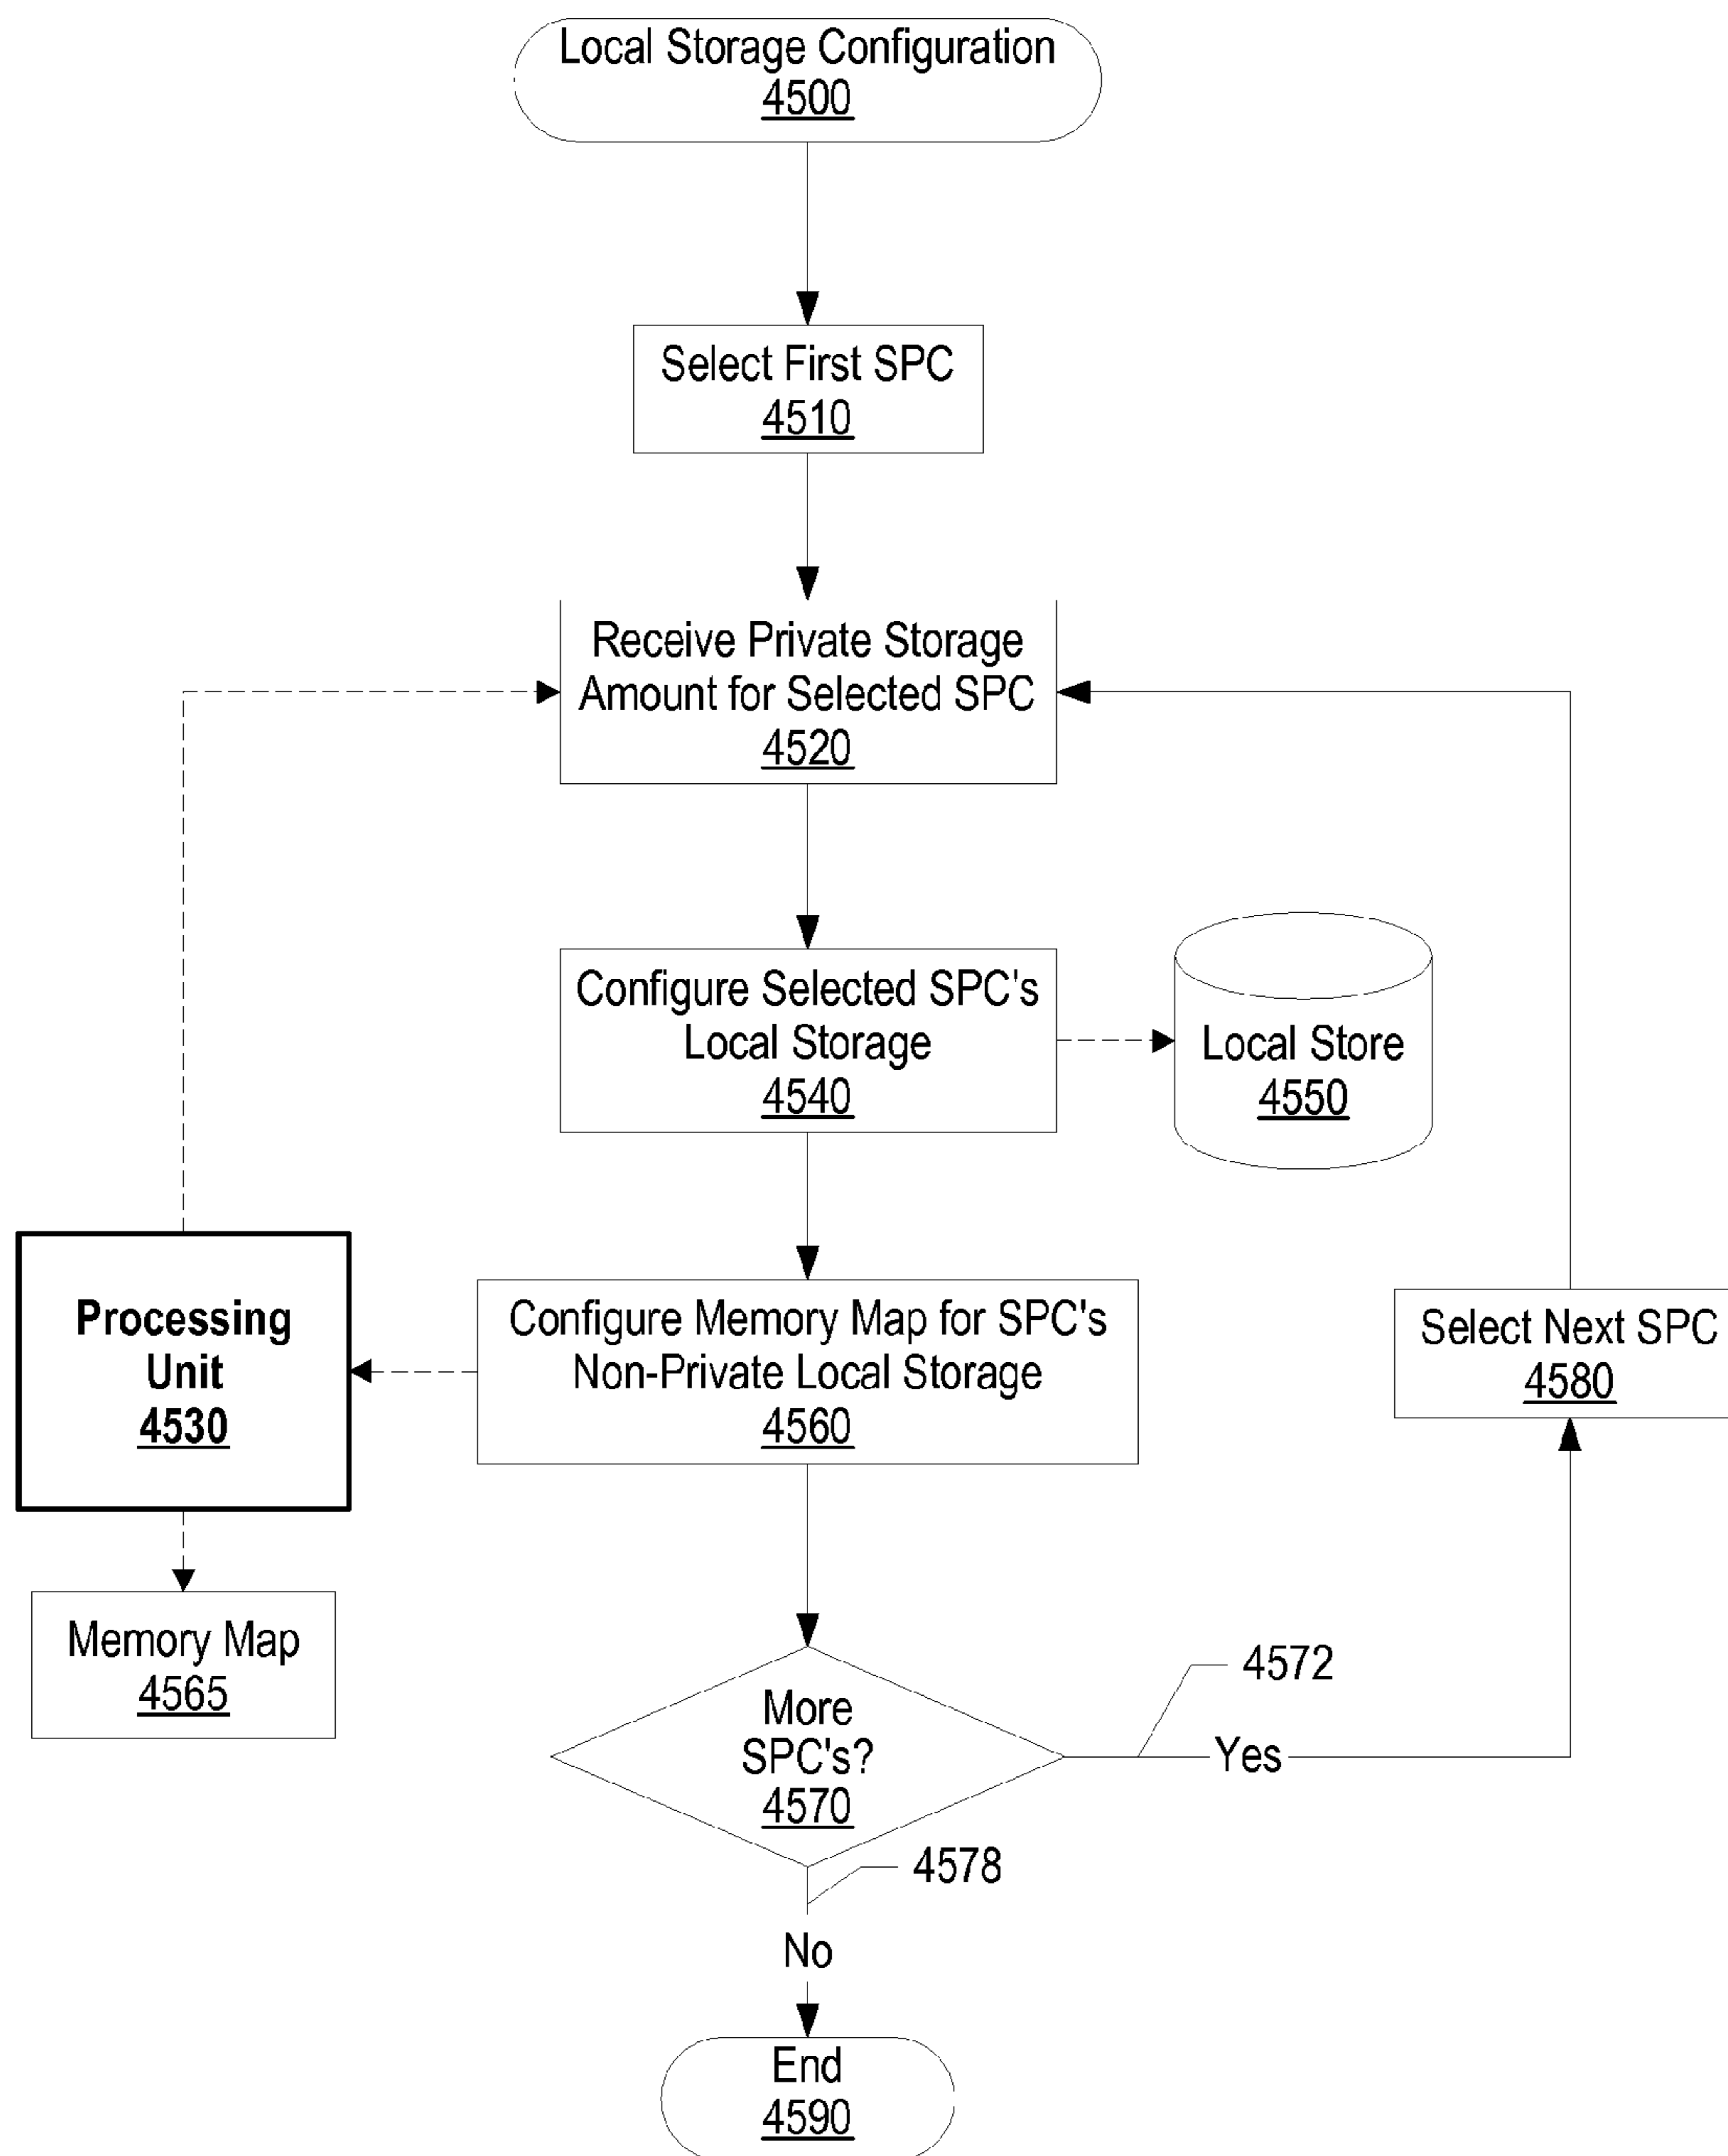 Local Storage Configuration
4500
Select First SPC
4510
Receive Private Storage
Amount for Selected SPC
4520
Configure Selected SPC's
Local Storage
4540
Local Store
4550
Processing
Unit
4530
Configure Memory Map for SPC's
Non-Private Local Storage
4560
Select Next SPC
4580
Memory Map
4565
More
SPC's?
4570
4572
Yes
4578
No
End
4590